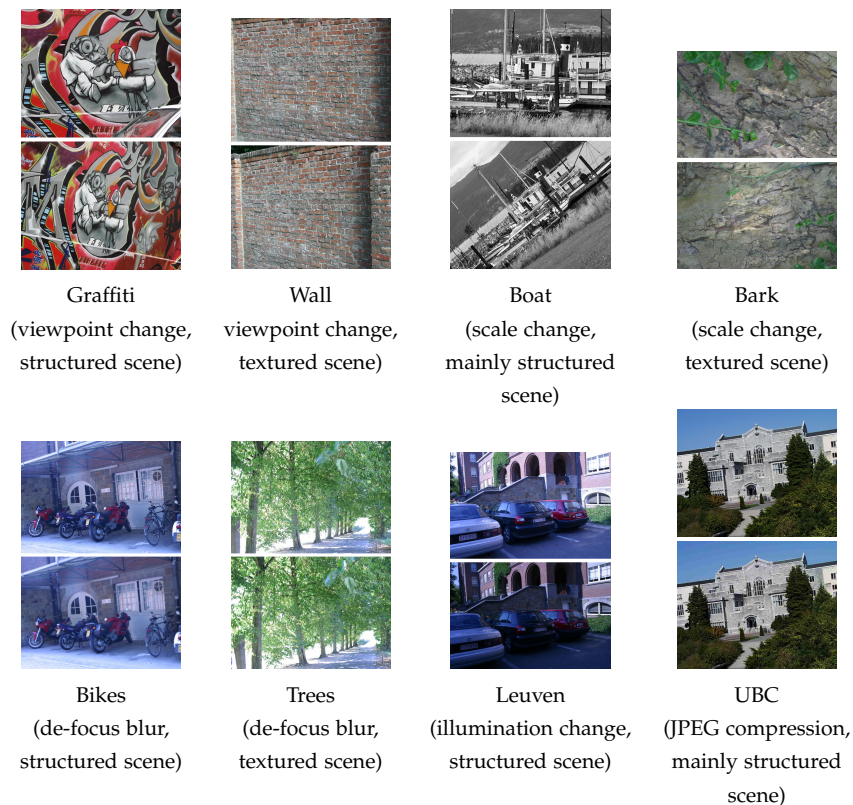 Graffiti
(viewpoint change,
structured scene)
Wall
viewpoint change,
textured scene)
Boat
(scale change,
mainly structured
scene)
Bark
(scale change,
textured scene)
Bikes
(de-focus blur,
structured scene)
Trees
(de-focus blur,
textured scene)
Leuven
(illumination change,
structured scene)
UBC
(JPEG compression,
mainly structured
scene)